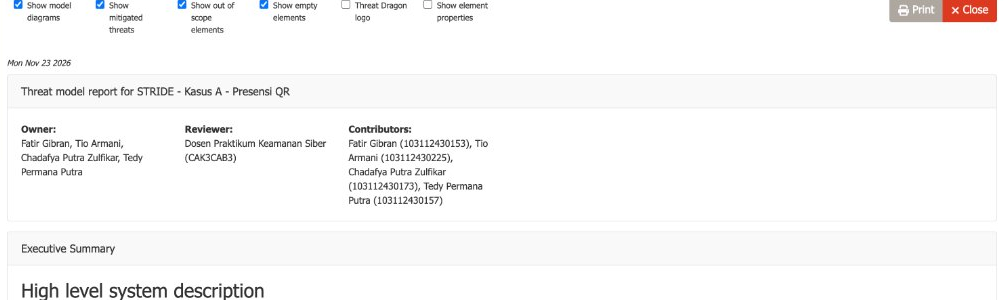 Show model diagrams
Show mitigated threats
Show out of scope elements
Show empty elements
Threat Dragon logo
Show element properties
Print
× Close
Mon Nov 23 2026
Threat model report for STRIDE - Kasus A - Presensi QR
Owner:
Fatir Gibran, Tio Armani,
Chadafya Putra Zulfikar, Tedy
Permana Putra
Reviewer:
Dosen Praktikum Keamanan Siber
(CAK3CAB3)
Contributors:
Fatir Gibran (103112430153), Tio
Armani (103112430225),
Chadafya Putra Zulfikar
(103112430173), Tedy Permana
Putra (103112430157)
Executive Summary
High level system description